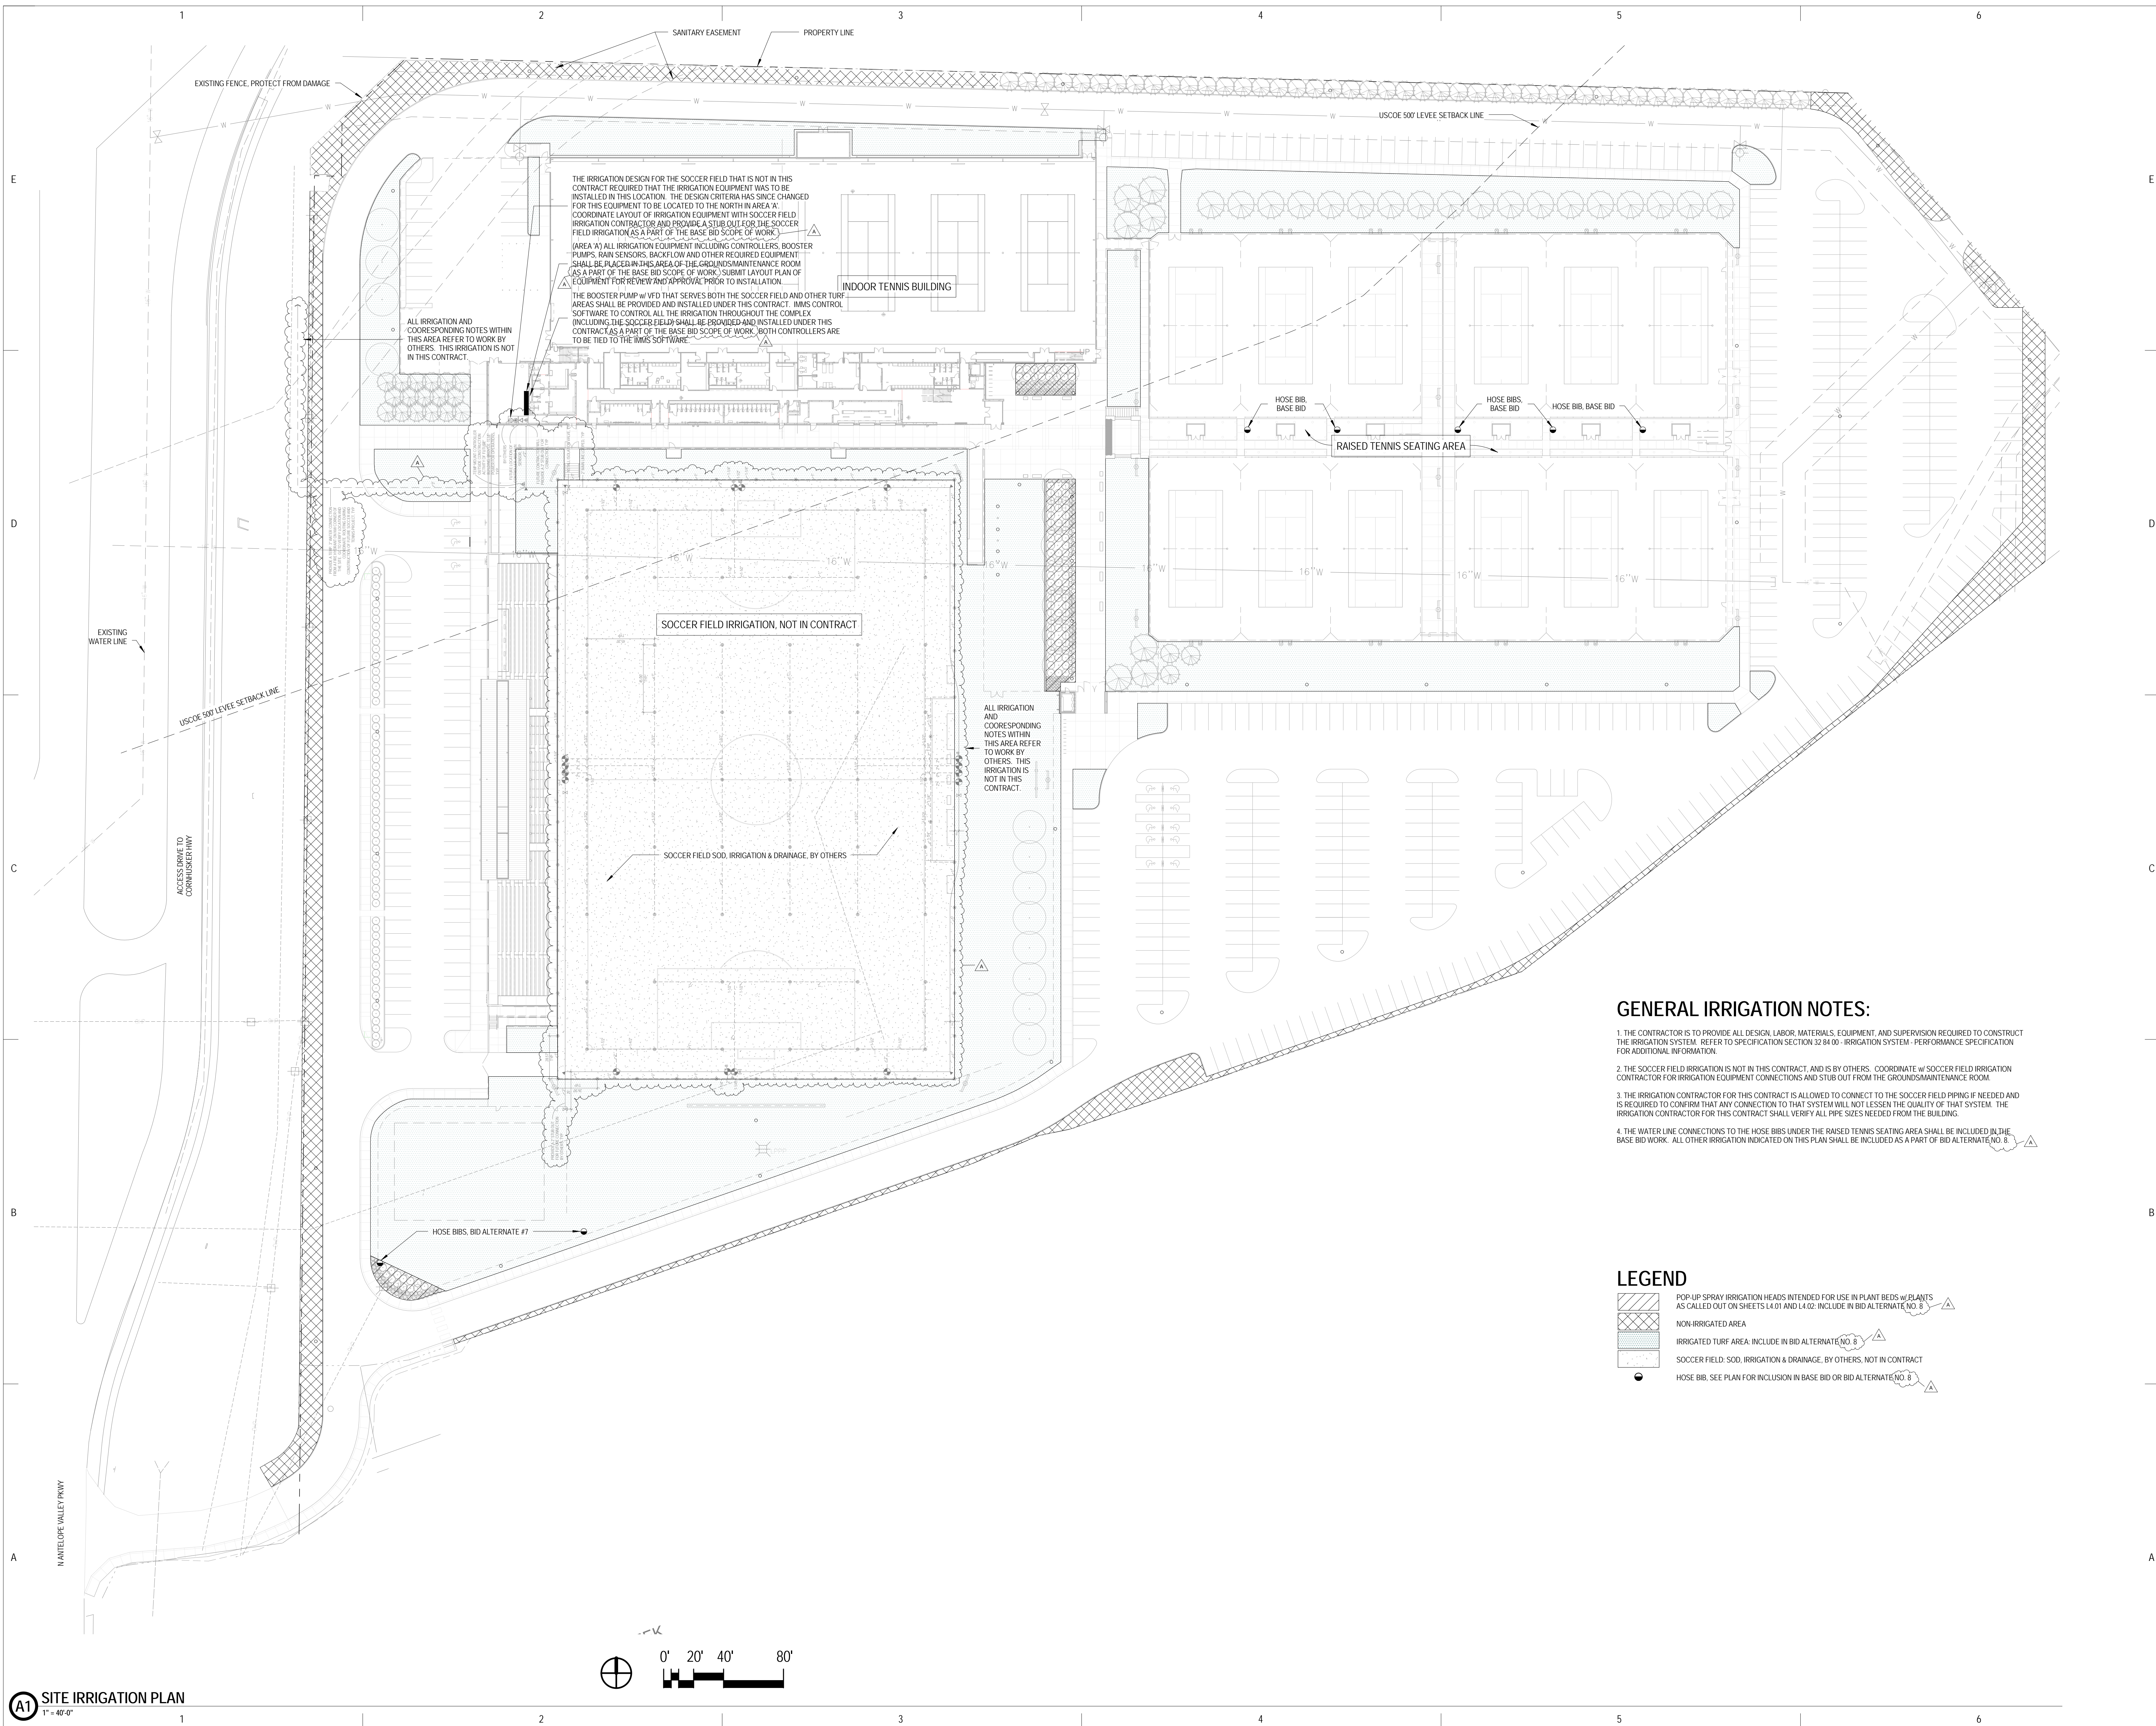 1 2 3 4 5 6
SANITARY EASEMENT
PROPERTY LINE
EXISTING FENCE, PROTECT FROM DAMAGE
USCOE 500' LEVEE SETBACK LINE
E
E
THE IRRIGATION DESIGN FOR THE SOCCER FIELD THAT IS NOT IN THIS
CONTRACT REQUIRED THAT THE IRRIGATION EQUIPMENT WAS TO BE
INSTALLED IN THIS LOCATION. THE DESIGN CRITERIA HAS SINCE CHANGED
FOR THIS EQUIPMENT TO BE LOCATED TO THE NORTH IN AREA 'A'.
COORDINATE LAYOUT OF IRRIGATION EQUIPMENT WITH SOCCER FIELD
IRRIGATION CONTRACTOR AND PROVIDE A STUB OUT FOR THE SOCCER
FIELD IRRIGATION AS A PART OF THE BASE BID SCOPE OF WORK.
A
(AREA 'A') ALL IRRIGATION EQUIPMENT INCLUDING CONTROLLERS, BOOSTER
PUMPS, RAIN SENSORS, BACKFLOW AND OTHER REQUIRED EQUIPMENT
SHALL BE PLACED IN THIS AREA OF THE GROUNDS/MAINTENANCE ROOM
AS A PART OF THE BASE BID SCOPE OF WORK. SUBMIT LAYOUT PLAN OF
EQUIPMENT FOR REVIEW AND APPROVAL PRIOR TO INSTALLATION.
A
THE BOOSTER PUMP w/ VFD THAT SERVES BOTH THE SOCCER FIELD AND OTHER TURF
AREAS SHALL BE PROVIDED AND INSTALLED UNDER THIS CONTRACT. IMMS CONTROL
SOFTWARE TO CONTROL ALL THE IRRIGATION THROUGHOUT THE COMPLEX
(INCLUDING THE SOCCER FIELD) SHALL BE PROVIDED AND INSTALLED UNDER THIS
CONTRACT AS A PART OF THE BASE BID SCOPE OF WORK. BOTH CONTROLLERS ARE
TO BE TIED TO THE IMMS SOFTWARE.
A
INDOOR TENNIS BUILDING
ALL IRRIGATION AND
COORESPONDING NOTES WITHIN
THIS AREA REFER TO WORK BY
OTHERS. THIS IRRIGATION IS NOT
IN THIS CONTRACT.
UP
HOSE BIB,
BASE BID
HOSE BIBS,
BASE BID
HOSE BIB, BASE BID
RAISED TENNIS SEATING AREA
A
D
D
16"W 16"W 16"W 16"W 16"W 16"W 16"W
SOCCER FIELD IRRIGATION, NOT IN CONTRACT
EXISTING
WATER LINE
USCOE 500' LEVEE SETBACK LINE
ALL IRRIGATION
AND
COORESPONDING
NOTES WITHIN
THIS AREA REFER
TO WORK BY
OTHERS. THIS
IRRIGATION IS
NOT IN THIS
CONTRACT.
ACCESS DRIVE TO
CORNHUSKER HWY
SOCCER FIELD SOD, IRRIGATION & DRAINAGE, BY OTHERS
C
C
A
GENERAL IRRIGATION NOTES:
1. THE CONTRACTOR IS TO PROVIDE ALL DESIGN, LABOR, MATERIALS, EQUIPMENT, AND SUPERVISION REQUIRED TO CONSTRUCT
THE IRRIGATION SYSTEM. REFER TO SPECIFICATION SECTION 32 84 00 - IRRIGATION SYSTEM - PERFORMANCE SPECIFICATION
FOR ADDITIONAL INFORMATION.
2. THE SOCCER FIELD IRRIGATION IS NOT IN THIS CONTRACT, AND IS BY OTHERS. COORDINATE w/ SOCCER FIELD IRRIGATION
CONTRACTOR FOR IRRIGATION EQUIPMENT CONNECTIONS AND STUB OUT FROM THE GROUNDS/MAINTENANCE ROOM.
3. THE IRRIGATION CONTRACTOR FOR THIS CONTRACT IS ALLOWED TO CONNECT TO THE SOCCER FIELD PIPING IF NEEDED AND
IS REQUIRED TO CONFIRM THAT ANY CONNECTION TO THAT SYSTEM WILL NOT LESSEN THE QUALITY OF THAT SYSTEM. THE
IRRIGATION CONTRACTOR FOR THIS CONTRACT SHALL VERIFY ALL PIPE SIZES NEEDED FROM THE BUILDING.
4. THE WATER LINE CONNECTIONS TO THE HOSE BIBS UNDER THE RAISED TENNIS SEATING AREA SHALL BE INCLUDED IN THE
BASE BID WORK. ALL OTHER IRRIGATION INDICATED ON THIS PLAN SHALL BE INCLUDED AS A PART OF BID ALTERNATE NO. 8.
A
B
B
HOSE BIBS, BID ALTERNATE #7
LEGEND
POP-UP SPRAY IRRIGATION HEADS INTENDED FOR USE IN PLANT BEDS w/ PLANTS
AS CALLED OUT ON SHEETS L4.01 AND L4.02: INCLUDE IN BID ALTERNATE NO. 8
A
NON-IRRIGATED AREA
IRRIGATED TURF AREA: INCLUDE IN BID ALTERNATE NO. 8
A
SOCCER FIELD: SOD, IRRIGATION & DRAINAGE, BY OTHERS, NOT IN CONTRACT
HOSE BIB, SEE PLAN FOR INCLUSION IN BASE BID OR BID ALTERNATE NO. 8
A
N ANTELOPE VALLEY PKWY
A
A
0' 20' 40' 80'
A1
SITE IRRIGATION PLAN
1" = 40'-0"
1 2 3 4 5 6